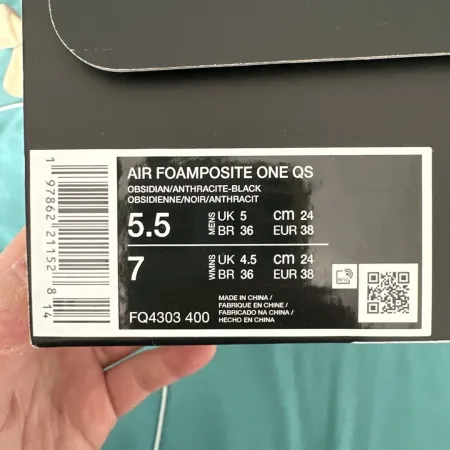 AIR FOAMPOSITE ONE QS
OBSIDIAN/ANTHRACITE-BLACK
OBSIDIENNE/NOIR/ANTHRACIT
5.5 MENS UK 5 cm 24
BR 36 EUR 38
7 WMNS UK 4.5 cm 24
BR 36 EUR 38
MADE IN CHINA /
FABRIQUE EN CHINE /
FABRICADO NA CHINA /
HECHO EN CHINA
FQ4303 400
1 97862 21152 8 14